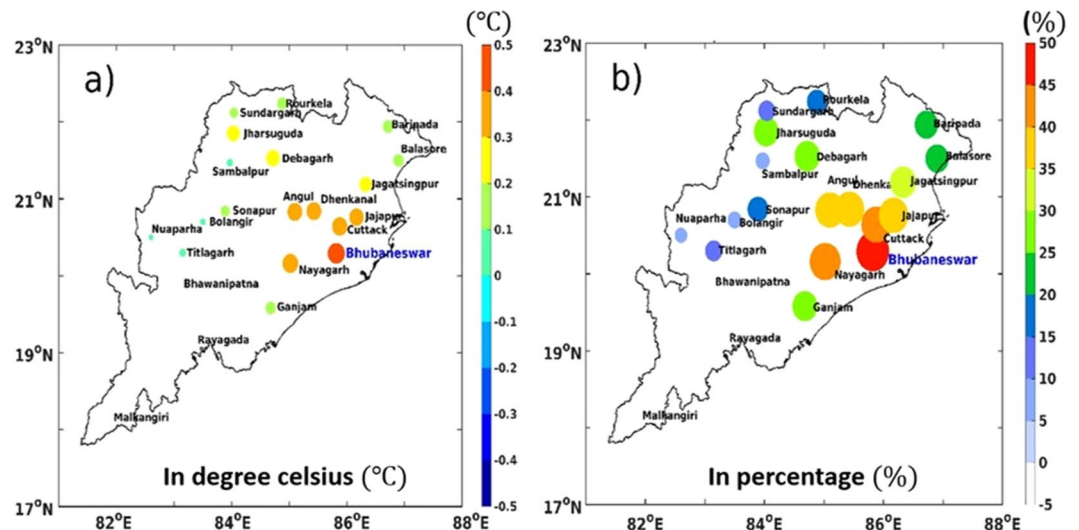 (°C)
(%)
23°N
21°N
19°N
17°N
82°E
84°E
86°E
88°E
a)
Rourkela
Sundargarh
Jharsuguda
Baripada
Debagarh
Balasore
Sambalpur
Jagatsingpur
Angul
Dhenkanal
Sonapur
Bolangir
Jajapur
Nuaparha
Cuttack
Titlagarh
Bhubaneswar
Nayagarh
Bhawanipatna
Ganjam
Rayagada
Malkangiri
In degree celsius (°C)
0.5
0.4
0.3
0.2
0.1
0
-0.1
-0.2
-0.3
-0.4
-0.5
23°N
21°N
19°N
17°N
82°E
84°E
86°E
88°E
b)
Rourkela
Sundargarh
Baripada
Jharsuguda
Debagarh
Balasore
Sambalpur
Angul
Dhenkanal
Jagatsingpur
Sonapur
Nuaparha
Bolangir
Jajapur
Cuttack
Titlagarh
Bhubaneswar
Nayagarh
Bhawanipatna
Ganjam
Rayagada
Malkangiri
In percentage (%)
50
45
40
35
30
25
20
15
10
5
0
-5